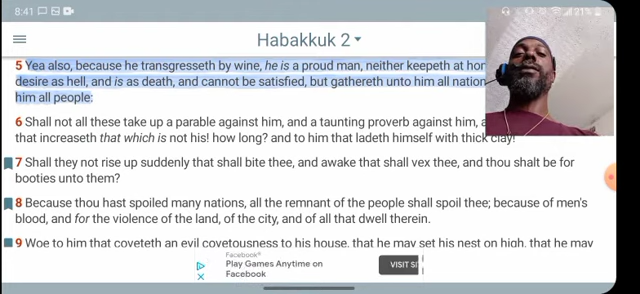 8:41
21%
Habakkuk 2
5 Yea also, because he transgresseth by wine, he is a proud man, neither keepeth at
desire as hell, and is as death, and cannot be satisfied, but gathereth unto him all
him all people:
6 Shall not all these take up a parable against him, and a taunting proverb against him,
that increaseth that which is not his! how long? and to him that ladeth himself with thick clay!
7 Shall they not rise up suddenly that shall bite thee, and awake that shall vex thee, and thou shalt be for
booties unto them?
8 Because thou hast spoiled many nations, all the remnant of the people shall spoil thee; because of men's
blood, and for the violence of the land, of the city, and of all that dwell therein.
9 Woe to him that coveteth an evil covetousness to his house, that he may set his nest on high, that he may
Facebook®
Play Games Anytime on
Facebook
VISIT